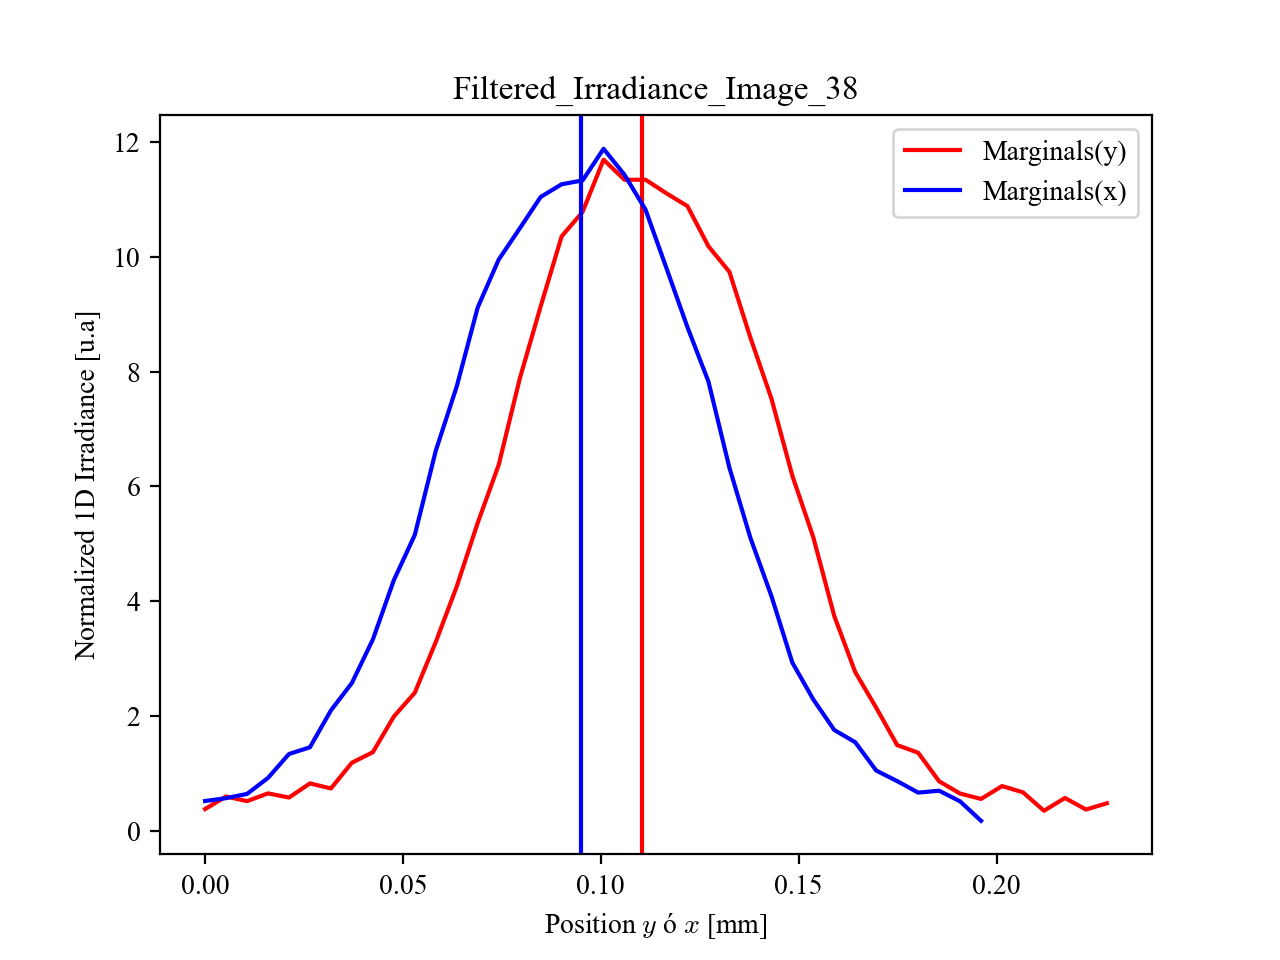 Filtered_Irradiance_Image_38
Marginals(y)
Marginals(x)
Normalized 1D Irradiance [u.a]
12
10
8
6
4
2
0
0.00 0.05 0.10 0.15 0.20
Position y ó x [mm]